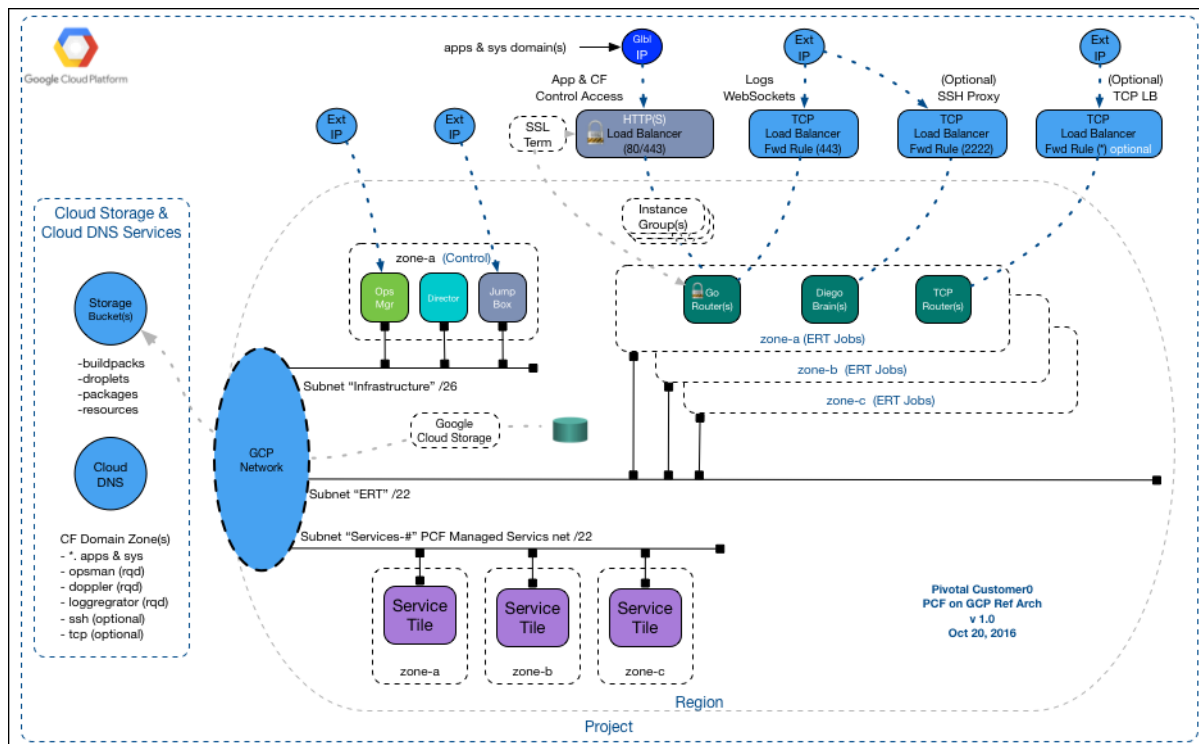 Google Cloud Platform
apps & sys domain(s)
Glbl
IP
Ext
IP
Ext
IP
App & CF
Control Access
Logs
WebSockets
(Optional)
SSH Proxy
(Optional)
TCP LB
Ext
IP
Ext
IP
SSL
Term
HTTP(S)
Load Balancer
(80/443)
TCP
Load Balancer
Fwd Rule (443)
TCP
Load Balancer
Fwd Rule (2222)
TCP
Load Balancer
Fwd Rule (*) optional
Cloud Storage &
Cloud DNS Services
Storage
Bucket(s)
-buildpacks
-droplets
-packages
-resources
Cloud
DNS
CF Domain Zone(s)
- *. apps & sys
- opsman (rqd)
- doppler (rqd)
- loggregrator (rqd)
- ssh (optional)
- tcp (optional)
Instance
Group(s)
zone-a (Control)
Ops
Mgr
Director
Jump
Box
Go
Router(s)
Diego
Brain(s)
TCP
Router(s)
zone-a (ERT Jobs)
zone-b (ERT Jobs)
zone-c (ERT Jobs)
Subnet “Infrastructure” /26
Google
Cloud Storage
GCP
Network
Subnet “ERT” /22
Subnet “Services-#” PCF Managed Servics net /22
Service
Tile
Service
Tile
Service
Tile
zone-a
zone-b
zone-c
Pivotal Customer0
PCF on GCP Ref Arch
v 1.0
Oct 20, 2016
Region
Project